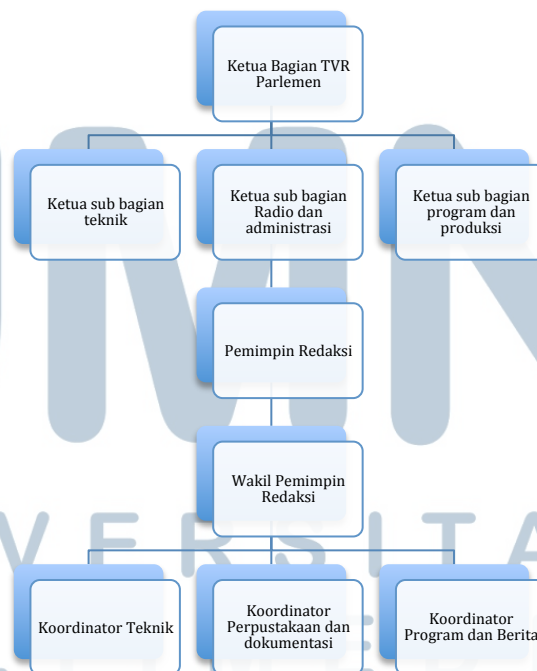 Ketua Bagian TVR
Parlemen
Ketua sub bagian
teknik
Ketua sub bagian
Radio dan
administrasi
Ketua sub bagian
program dan
produksi
Pemimpin Redaksi
Wakil Pemimpin
Redaksi
Koordinator Teknik
Koordinator
Perpustakaan dan
dokumentasi
Koordinator
Program dan Berita